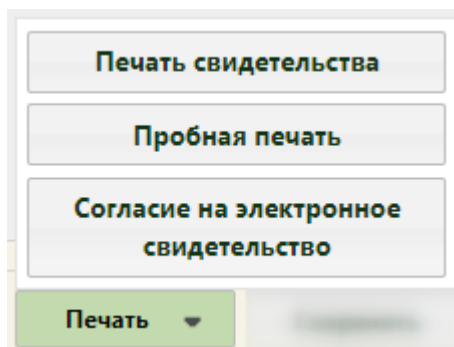 Печать свидетельства
Пробная печать
Согласие на электронное
свидетельство
Печать